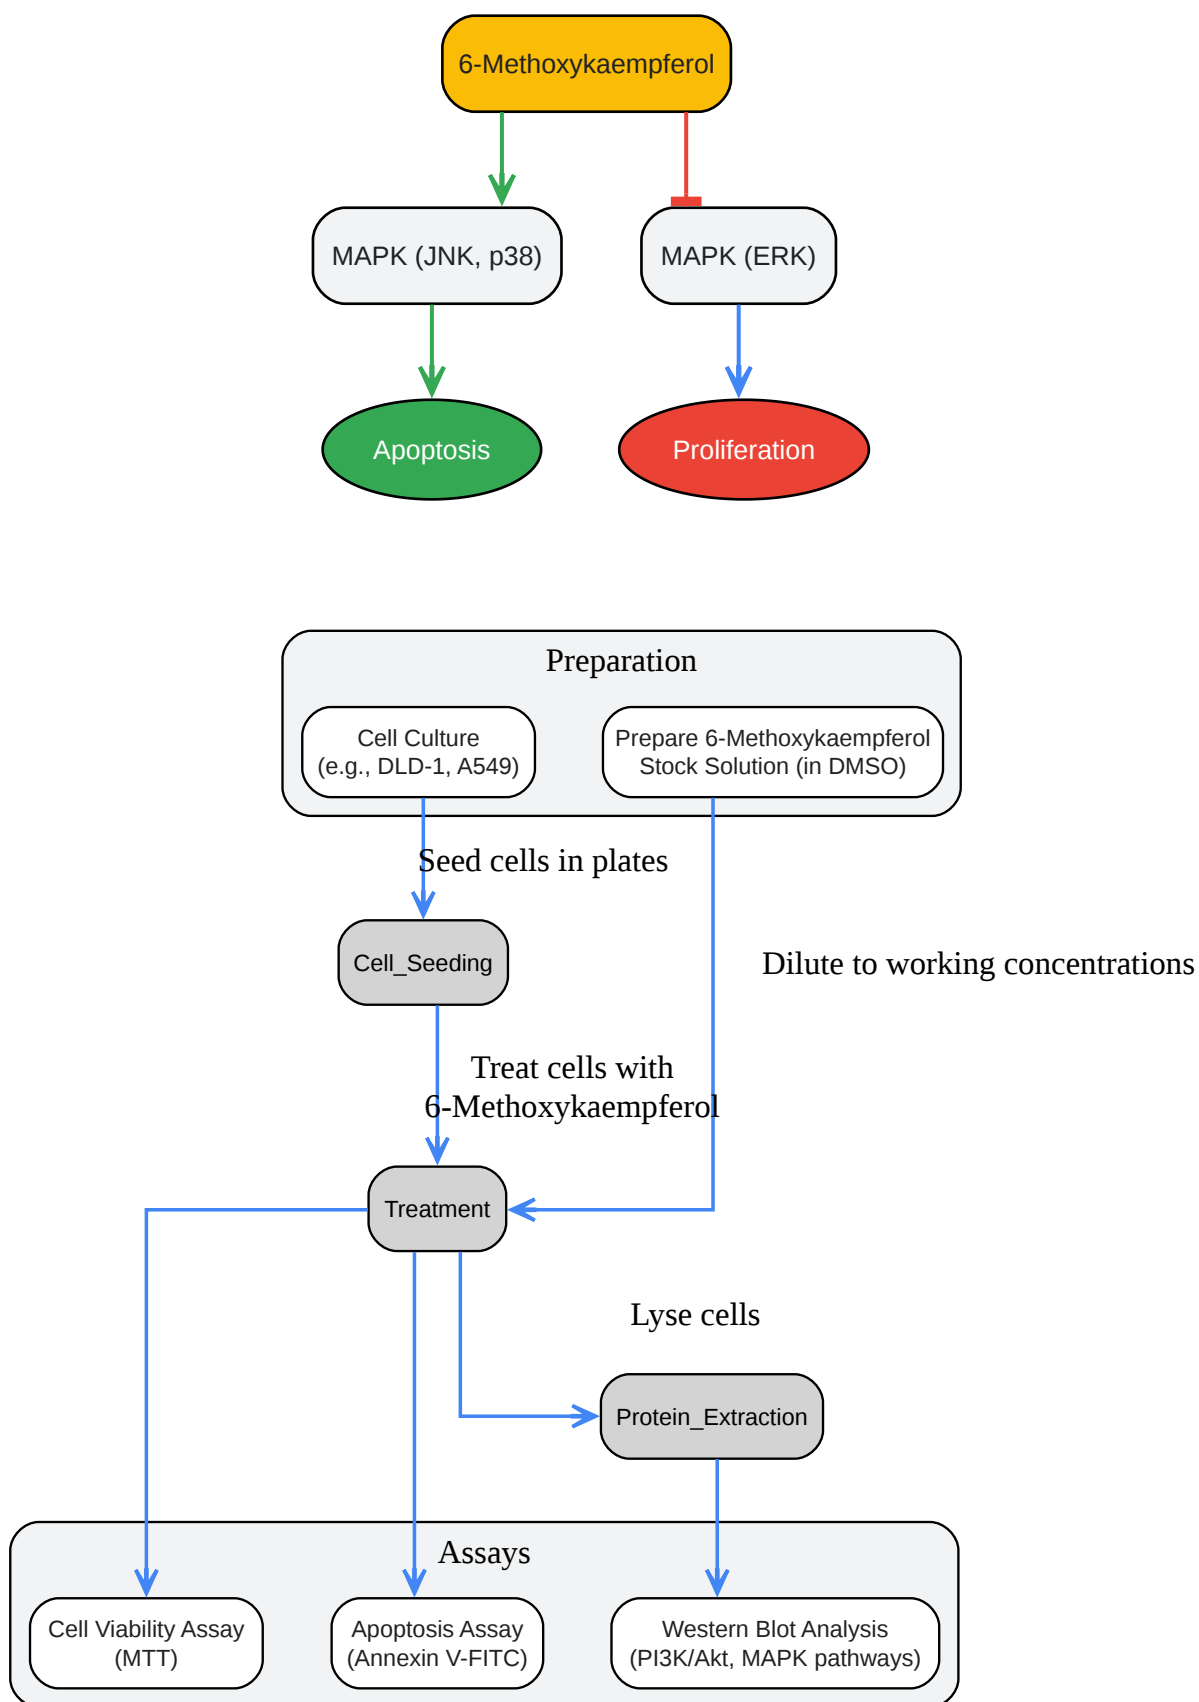 6-Methoxykaempferol
MAPK (JNK, p38)
MAPK (ERK)
Apoptosis
Proliferation
Preparation
Cell Culture
(e.g., DLD-1, A549)
Prepare 6-Methoxykaempferol
Stock Solution (in DMSO)
Seed cells in plates
Cell_Seeding
Dilute to working concentrations
Treat cells with
6-Methoxykaempferol
Treatment
Lyse cells
Protein_Extraction
Assays
Cell Viability Assay
(MTT)
Apoptosis Assay
(Annexin V-FITC)
Western Blot Analysis
(PI3K/Akt, MAPK pathways)